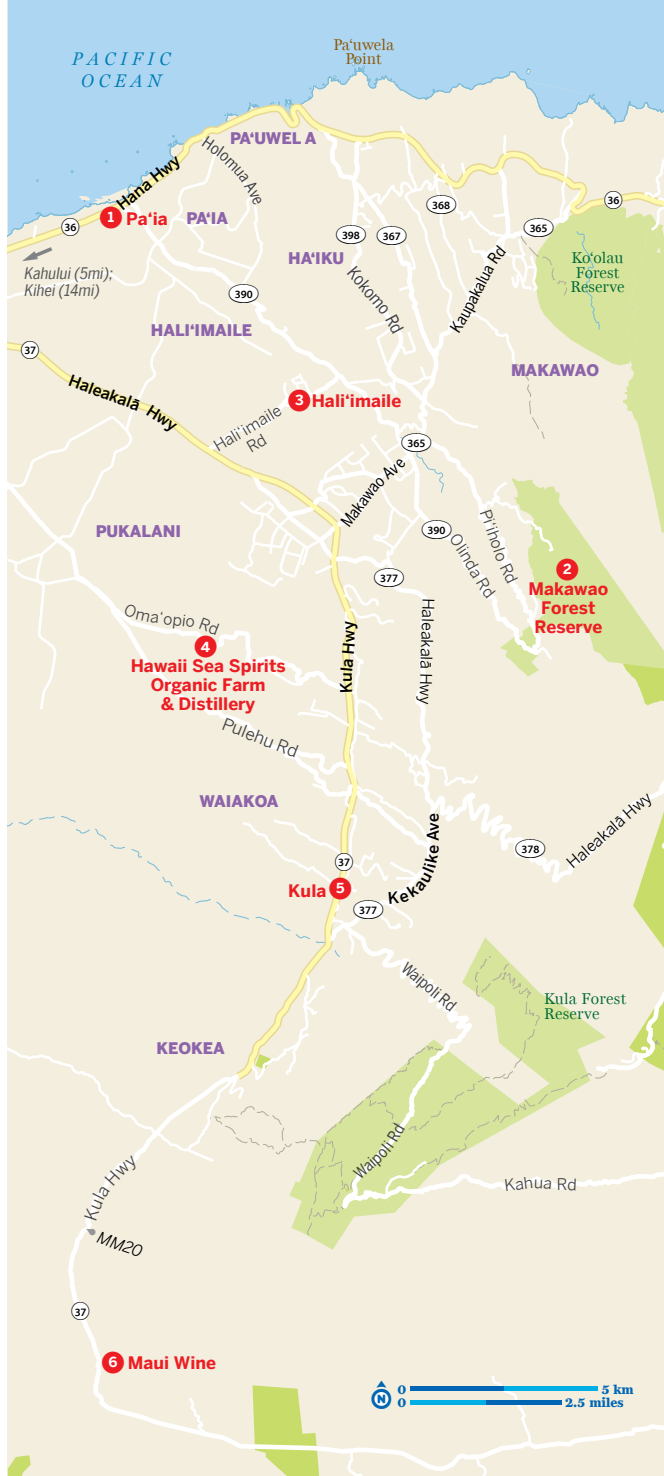 PACIFIC
OCEAN
Pa‘uwela
Point
PA‘UWEL A
Holomua Ave
Hana Hwy
1 Pa‘ia
PA‘IA
36
368
36
365
398
367
HA‘IKU
Ko‘olau
Forest
Reserve
Kahului (5mi);
Kihei (14mi)
390
Kokomo Rd
Kaupakalua Rd
HALI‘IMAILE
37
MAKAWAO
Haleakalā Hwy
3 Hali‘imaile
Hali‘imaile
Rd
365
Makawao Ave
PUKALANI
390
Pi‘iholo Rd
Olinda Rd
377
2
Makawao
Forest
Reserve
Oma‘opio Rd
4
Hawaii Sea Spirits
Organic Farm
& Distillery
Kula Hwy
Haleakalā Hwy
Pulehu Rd
WAIAKOA
Haleakalā Hwy
378
37
Kekaulike Ave
Kula 5
377
Waipoli Rd
Kula Forest
Reserve
KEOKEA
Waipoli Rd
Kahua Rd
Kula Hwy
MM20
37
6 Maui Wine
N
0 5 km
0 2.5 miles